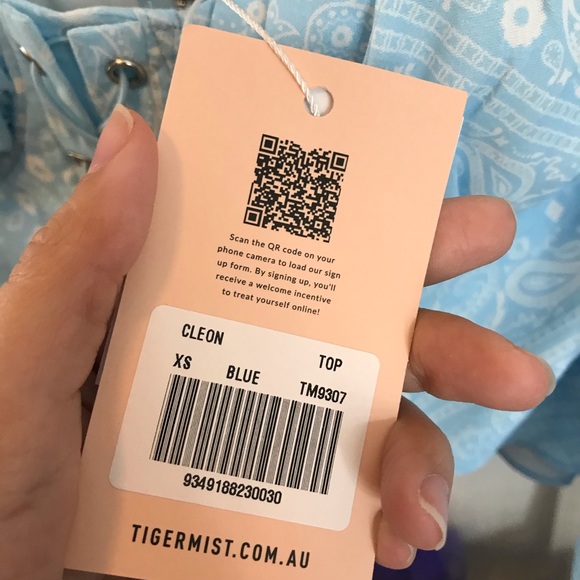 Scan the QR code on your
phone camera to load our sign
up form. By signing up, you'll
receive a welcome incentive
to treat yourself online!
CLEON TOP
XS BLUE TM9307
9349188230030
TIGERMIST.COM.AU